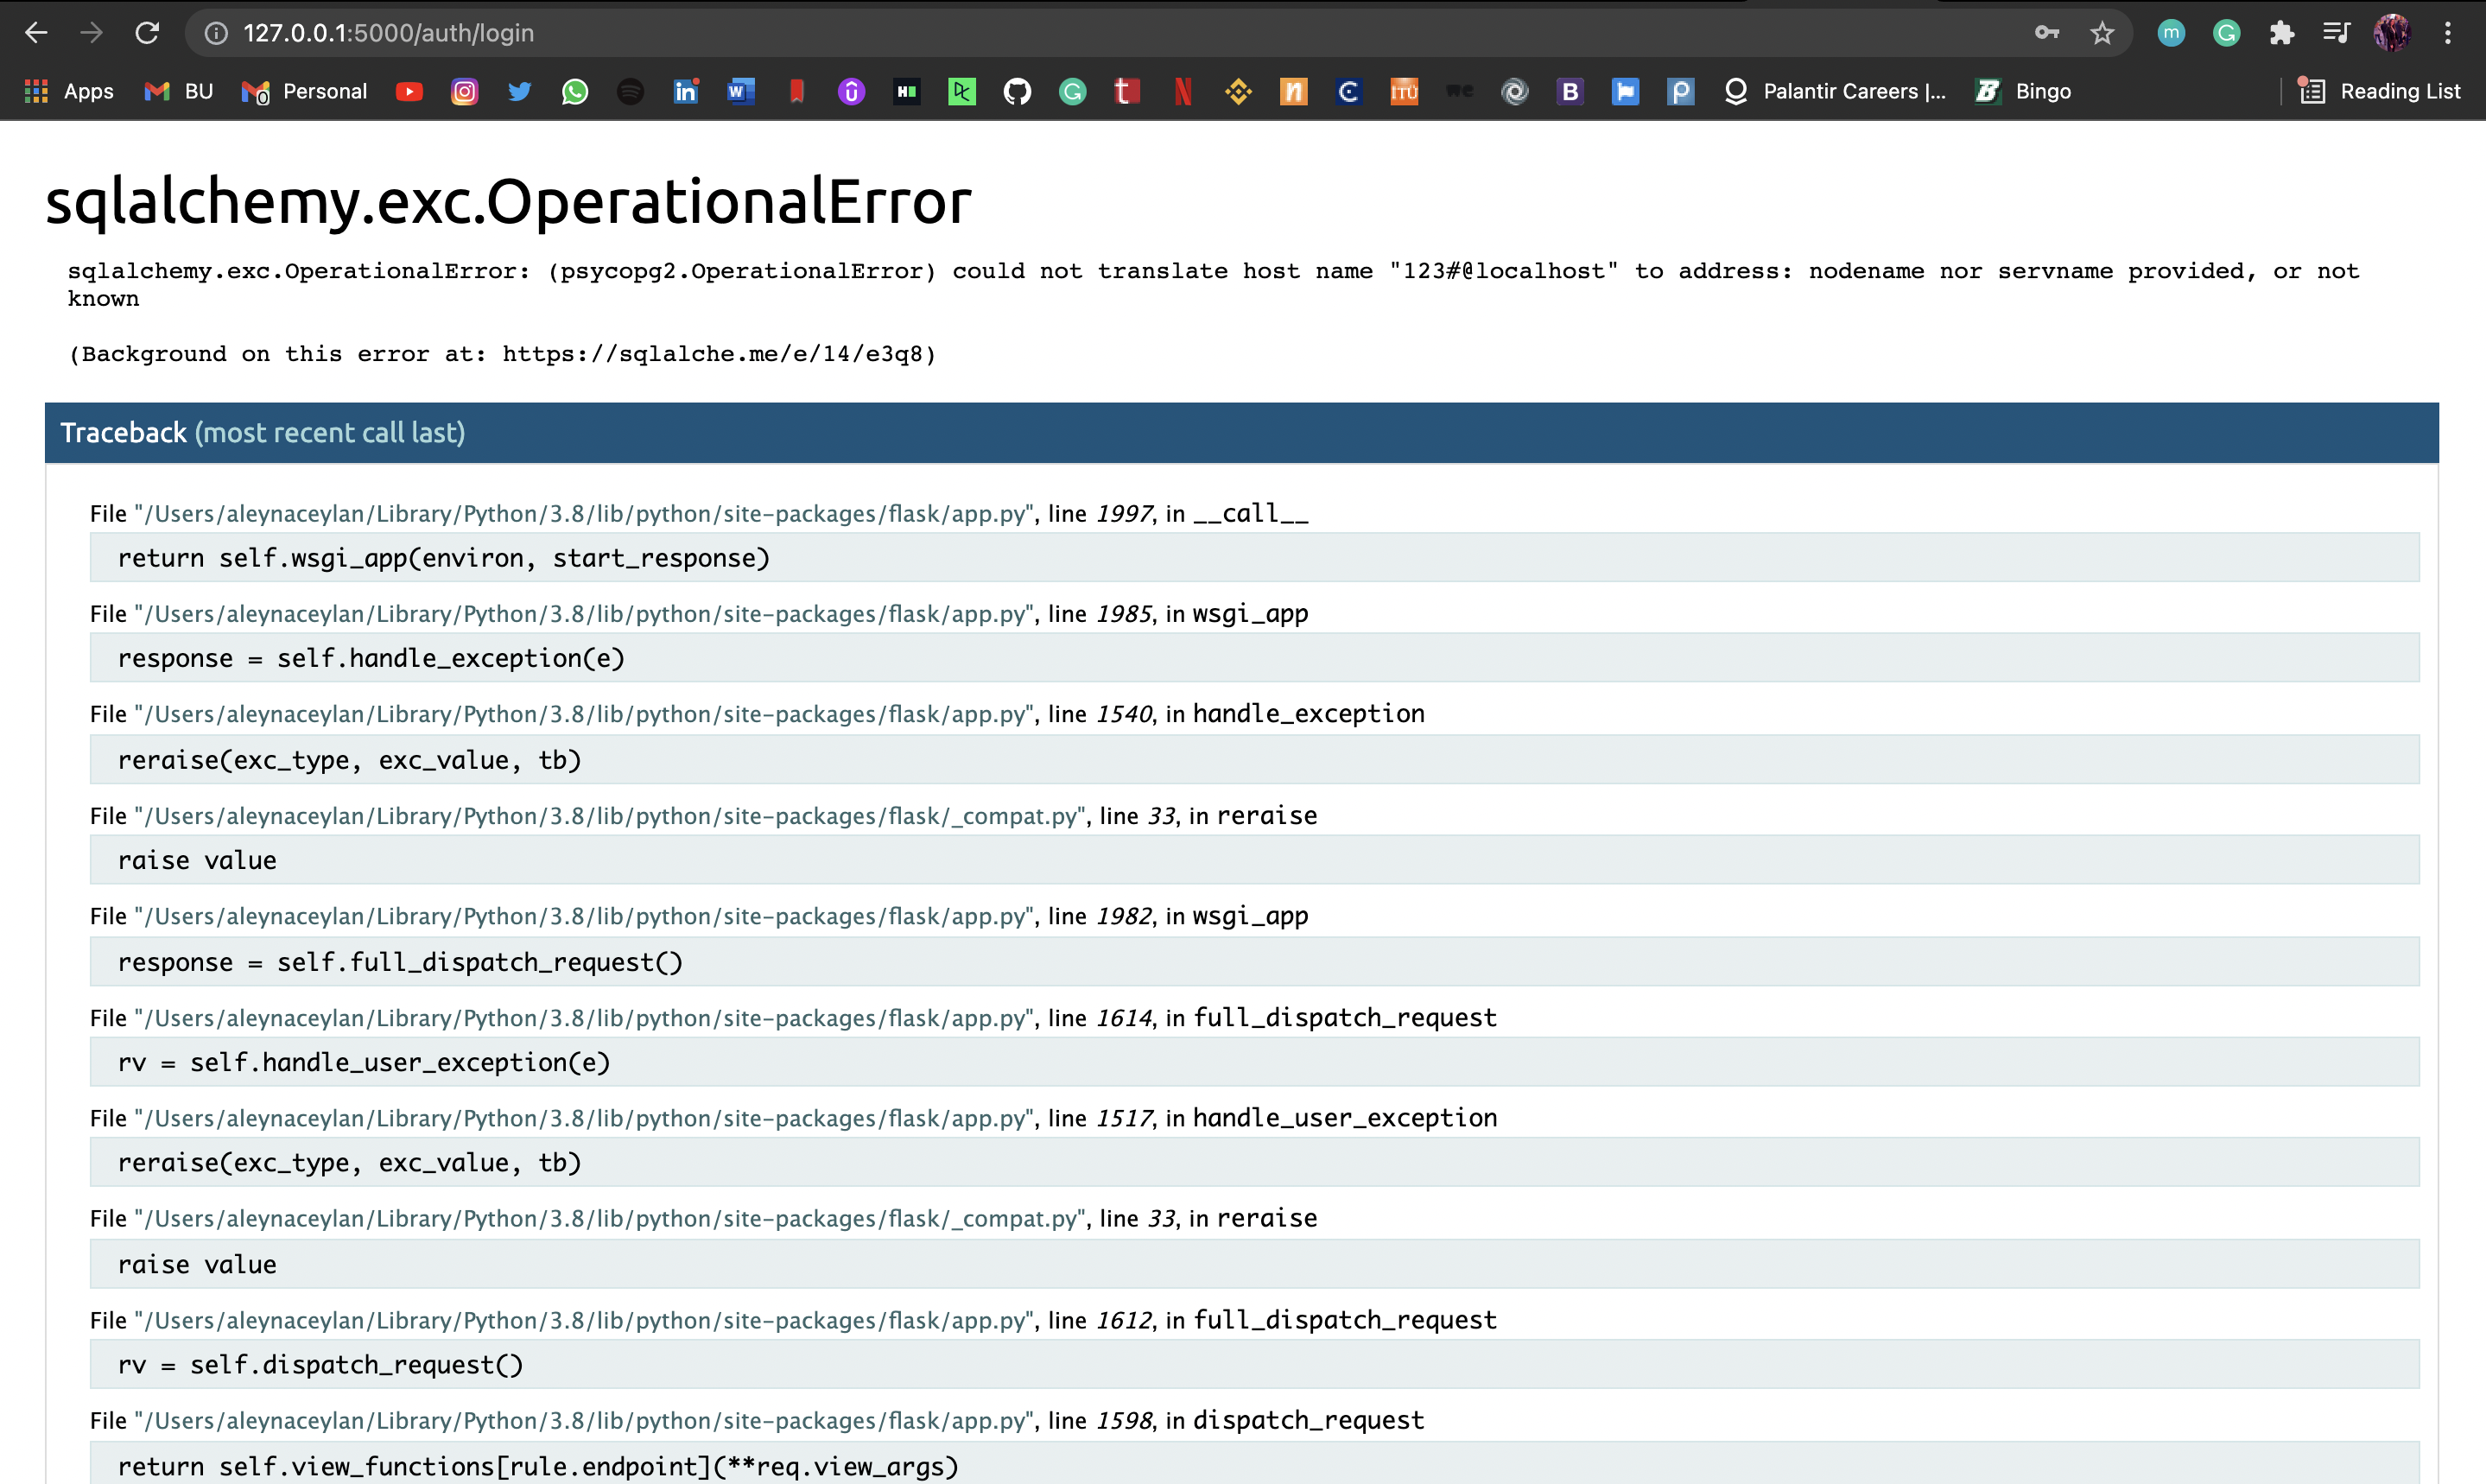 127.0.0.1:5000/auth/login
m
G
Apps
BU
0
Personal
in
W
H
DC
G
t
N
n
C
İTÜ
we
B
p
Palantir Careers |...
B
Bingo
Reading List
sqlalchemy.exc.OperationalError
sqlalchemy.exc.OperationalError: (psycopg2.OperationalError) could not translate host name "123#@localhost" to address: nodename nor servname provided, or not
known
(Background on this error at: https://sqlalche.me/e/14/e3q8)
Traceback (most recent call last)
File "/Users/aleynaceylan/Library/Python/3.8/lib/python/site-packages/flask/app.py", line 1997, in __call__
return self.wsgi_app(environ, start_response)
File "/Users/aleynaceylan/Library/Python/3.8/lib/python/site-packages/flask/app.py", line 1985, in wsgi_app
response = self.handle_exception(e)
File "/Users/aleynaceylan/Library/Python/3.8/lib/python/site-packages/flask/app.py", line 1540, in handle_exception
reraise(exc_type, exc_value, tb)
File "/Users/aleynaceylan/Library/Python/3.8/lib/python/site-packages/flask/_compat.py", line 33, in reraise
raise value
File "/Users/aleynaceylan/Library/Python/3.8/lib/python/site-packages/flask/app.py", line 1982, in wsgi_app
response = self.full_dispatch_request()
File "/Users/aleynaceylan/Library/Python/3.8/lib/python/site-packages/flask/app.py", line 1614, in full_dispatch_request
rv = self.handle_user_exception(e)
File "/Users/aleynaceylan/Library/Python/3.8/lib/python/site-packages/flask/app.py", line 1517, in handle_user_exception
reraise(exc_type, exc_value, tb)
File "/Users/aleynaceylan/Library/Python/3.8/lib/python/site-packages/flask/_compat.py", line 33, in reraise
raise value
File "/Users/aleynaceylan/Library/Python/3.8/lib/python/site-packages/flask/app.py", line 1612, in full_dispatch_request
rv = self.dispatch_request()
File "/Users/aleynaceylan/Library/Python/3.8/lib/python/site-packages/flask/app.py", line 1598, in dispatch_request
return self.view_functions[rule.endpoint](**req.view_args)